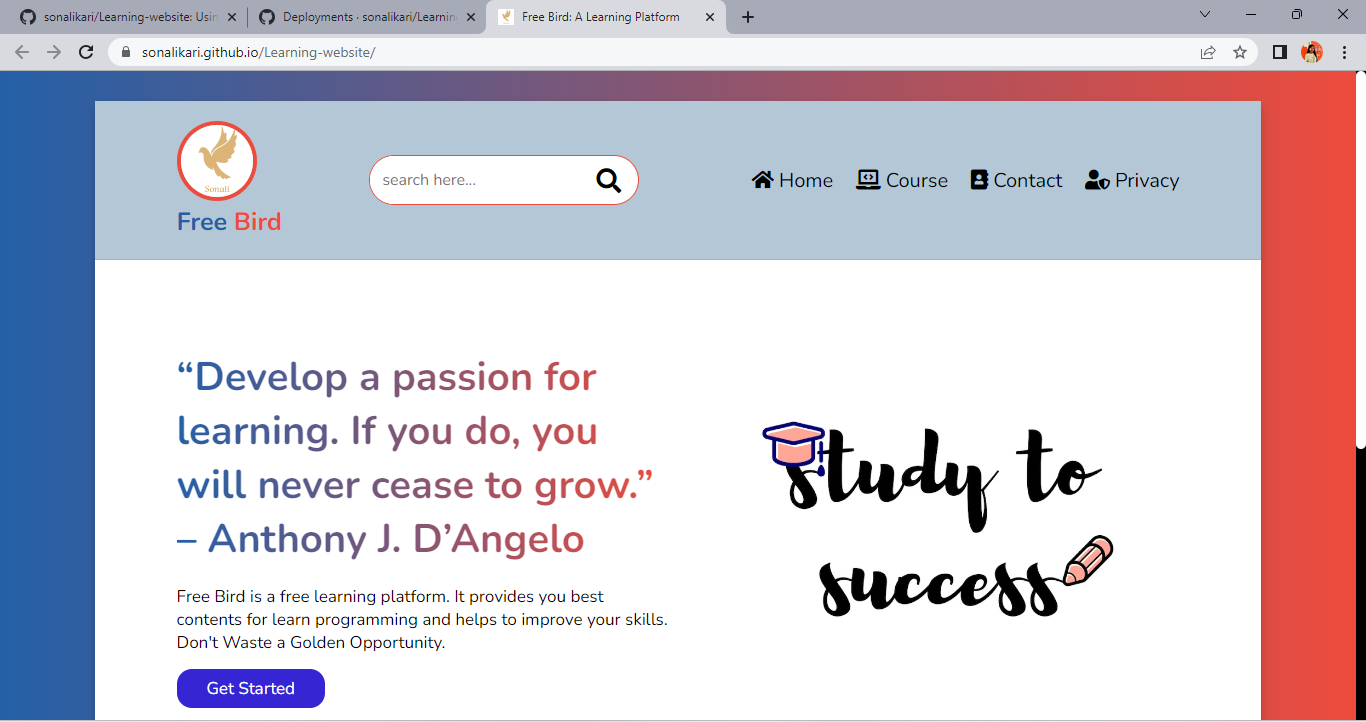 sonalikari/Learning-website: Usin
Deployments · sonalikari/Learnin
Free Bird: A Learning Platform
sonalikari.github.io/Learning-website/
Sonali
Free Bird
search here...
Home
Course
Contact
Privacy
“Develop a passion for
learning. If you do, you
will never cease to grow.”
– Anthony J. D’Angelo
Free Bird is a free learning platform. It provides you best
contents for learn programming and helps to improve your skills.
Don't Waste a Golden Opportunity.
Get Started
study to
success